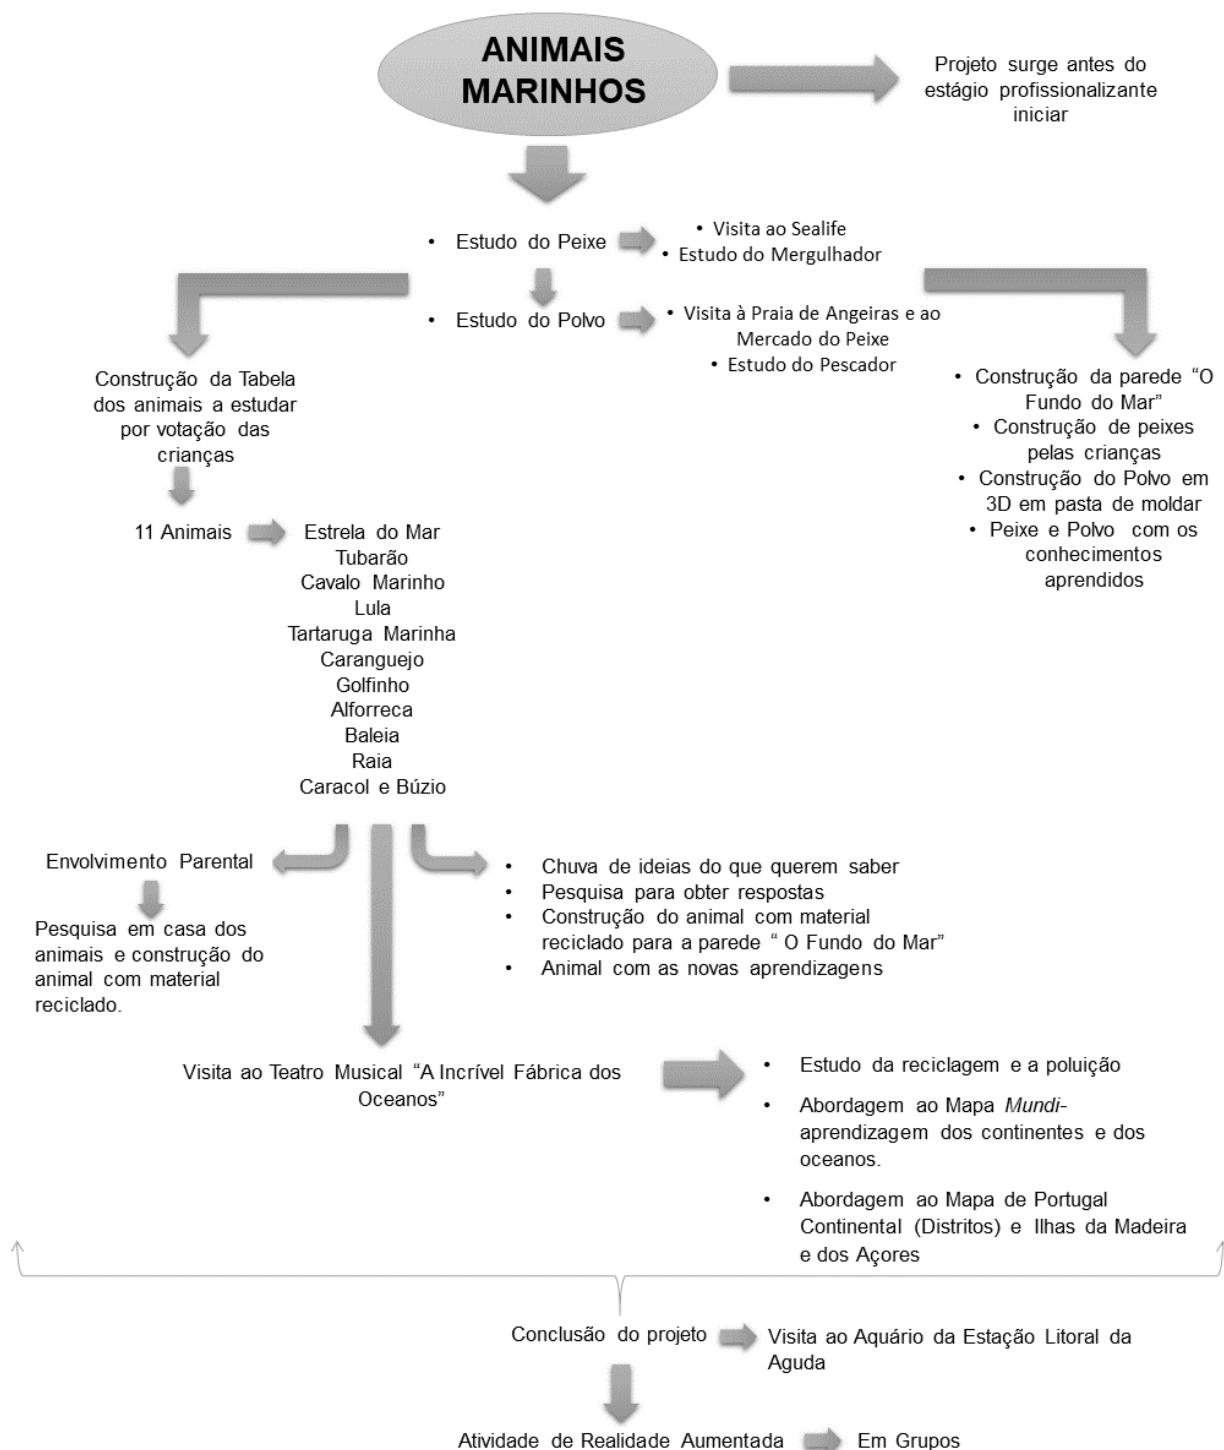 ANIMAIS
MARINHOS
Projeto surge antes do
estágio profissionalizante
iniciar
• Estudo do Peixe
• Visita ao Sealife
• Estudo do Mergulhador
• Estudo do Polvo
• Visita à Praia de Angeiras e ao
Mercado do Peixe
• Estudo do Pescador
Construção da Tabela
dos animais a estudar
por votação das
crianças
• Construção da parede “O
Fundo do Mar”
• Construção de peixes
pelas crianças
• Construção do Polvo em
3D em pasta de moldar
• Peixe e Polvo com os
conhecimentos
aprendidos
11 Animais
Estrela do Mar
Tubarão
Cavalo Marinho
Lula
Tartaruga Marinha
Caranguejo
Golfinho
Alforreca
Baleia
Raia
Caracol e Búzio
Envolvimento Parental
Pesquisa em casa dos
animais e construção do
animal com material
reciclado.
• Chuva de ideias do que querem saber
• Pesquisa para obter respostas
• Construção do animal com material
reciclado para a parede “ O Fundo do Mar”
• Animal com as novas aprendizagens
Visita ao Teatro Musical “A Incrível Fábrica dos
Oceanos”
• Estudo da reciclagem e a poluição
• Abordagem ao Mapa Mundi-
aprendizagem dos continentes e dos
oceanos.
• Abordagem ao Mapa de Portugal
Continental (Distritos) e Ilhas da Madeira
e dos Açores
Conclusão do projeto
Visita ao Aquário da Estação Litoral da
Aguda
Atividade de Realidade Aumentada
Em Grupos